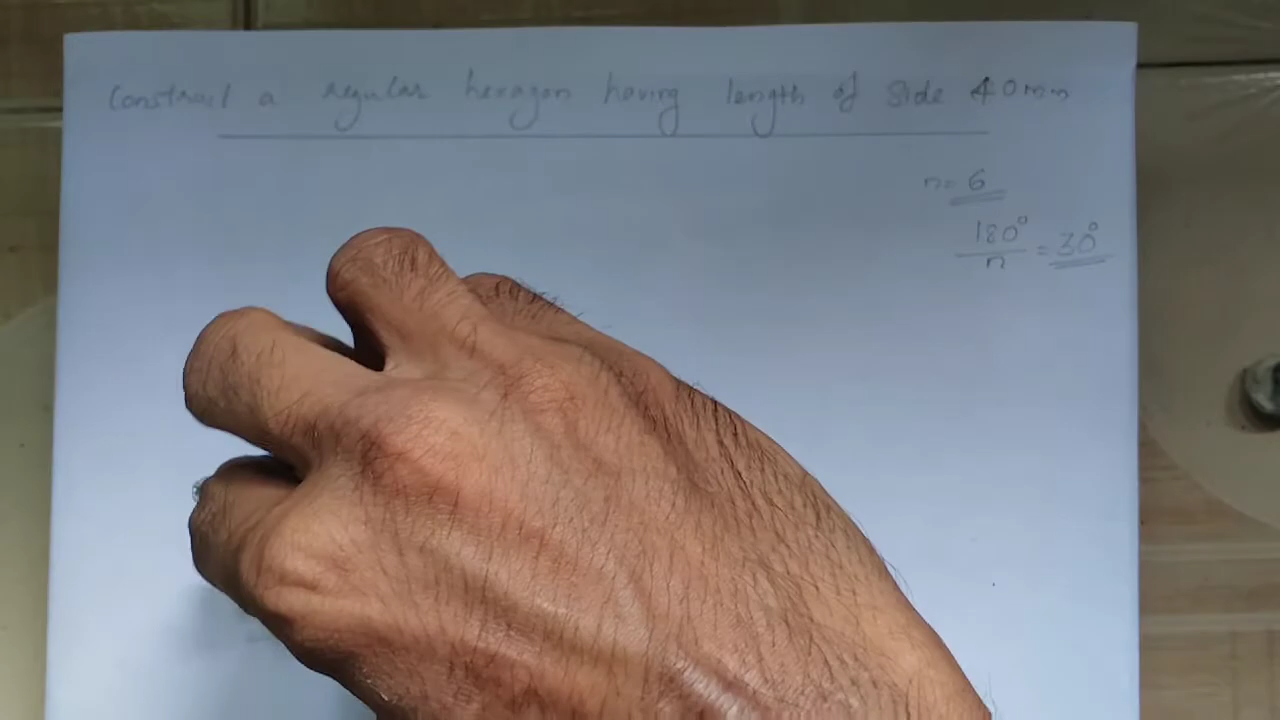 Construct a regular hexagon having length of side 40mm
n= 6
180°
n
= 30°